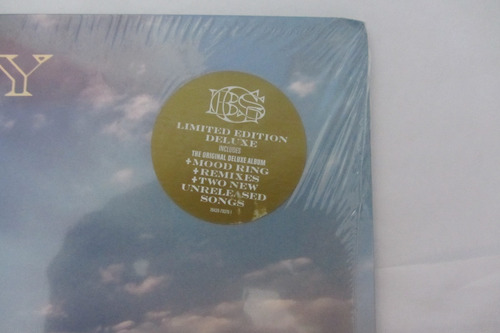 Y
LIMITED EDITION
DELUXE
INCLUDES
THE ORIGINAL DELUXE ALBUM
+MOOD RING
+REMIXES
+TWO NEW
UNRELEASED
SONGS